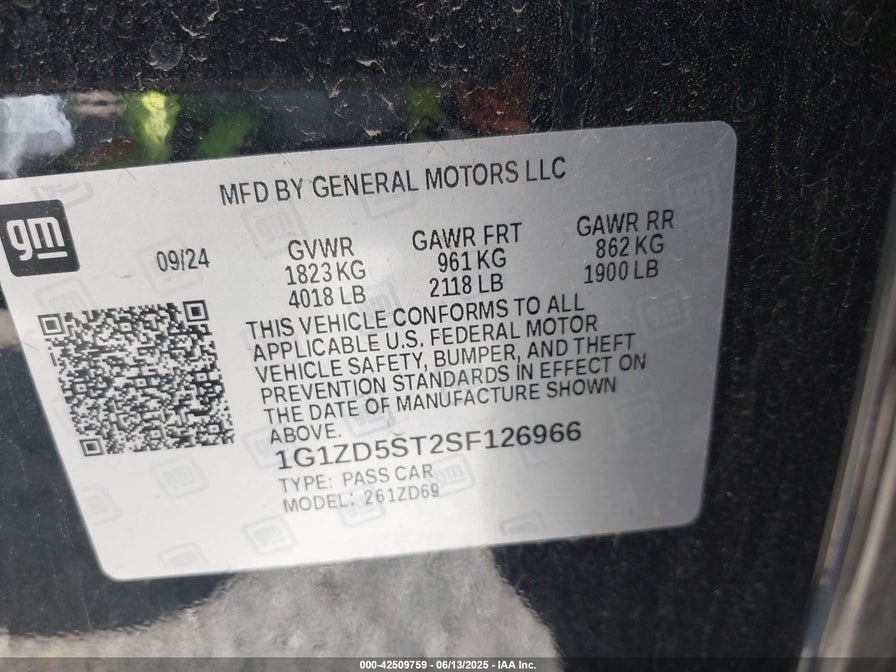 MFD BY GENERAL MOTORS LLC
gm
09/24
GVWR
1823 KG
4018 LB
GAWR FRT
961 KG
2118 LB
GAWR RR
862 KG
1900 LB
THIS VEHICLE CONFORMS TO ALL
APPLICABLE U.S. FEDERAL MOTOR
VEHICLE SAFETY, BUMPER, AND THEFT
PREVENTION STANDARDS IN EFFECT ON
THE DATE OF MANUFACTURE SHOWN
ABOVE.
1G1ZD5ST2SF126966
TYPE: PASS CAR
MODEL: 261ZD69
000-42509759 - 06/13/2025 - IAA Inc.